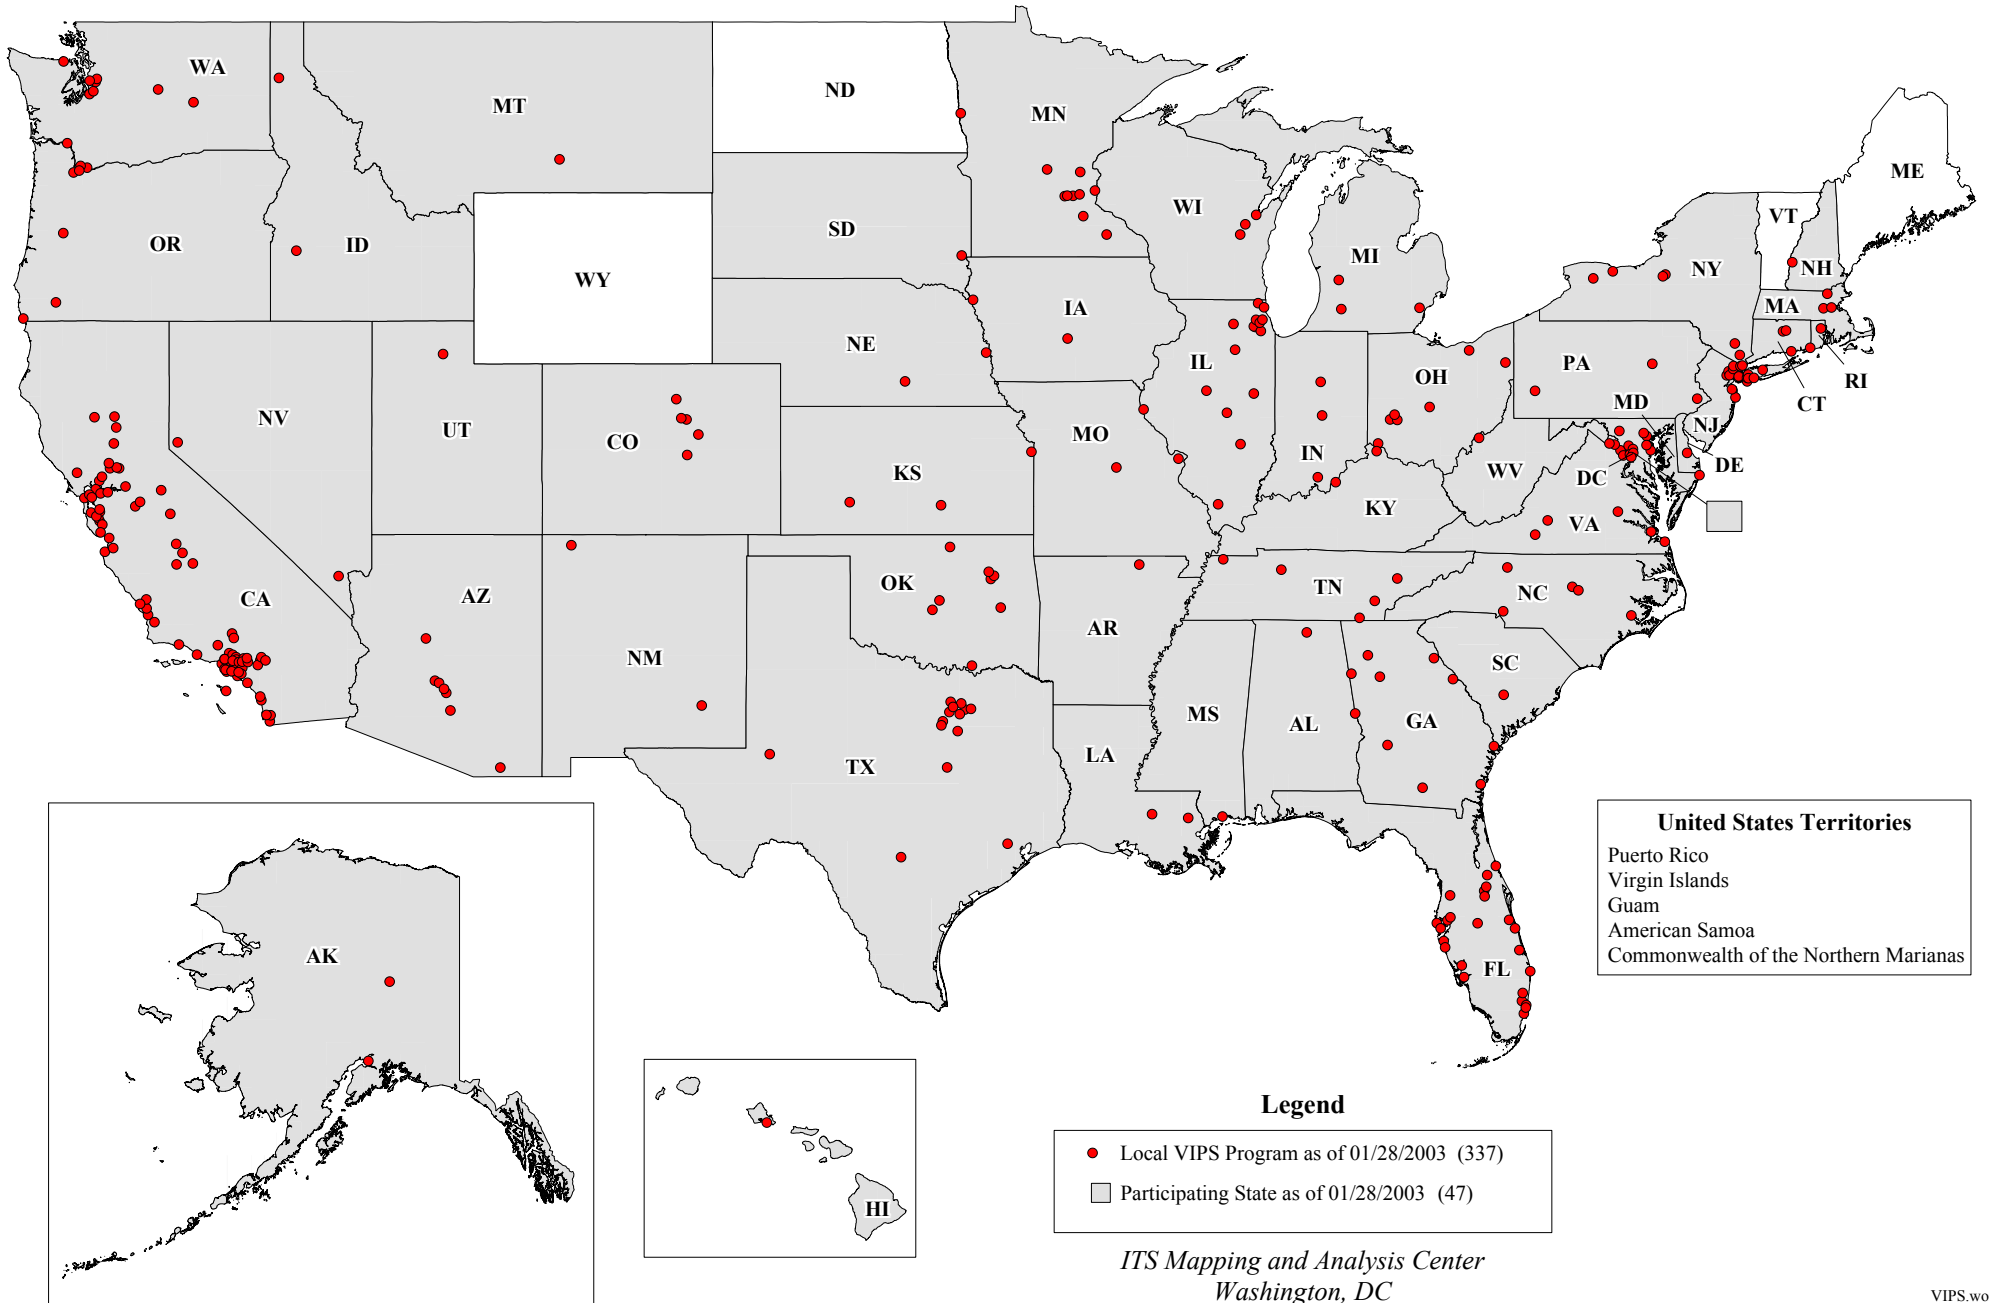 WA
MT
ND
MN
ME
OR
ID
SD
WI
MI
NY
VT
NH
WY
MA
IA
NE
IL
OH
PA
RI
NV
UT
CO
MO
IN
MD
CT
NJ
KS
WV
DC
DE
KY
VA
CA
AZ
OK
TN
NC
NM
AR
SC
MS
AL
GA
LA
TX
FL
AK
HI
United States Territories
Puerto Rico
Virgin Islands
Guam
American Samoa
Commonwealth of the Northern Marianas
Legend
Local VIPS Program as of 01/28/2003 (337)
Participating State as of 01/28/2003 (47)
ITS Mapping and Analysis Center
Washington, DC
VIPS.wo